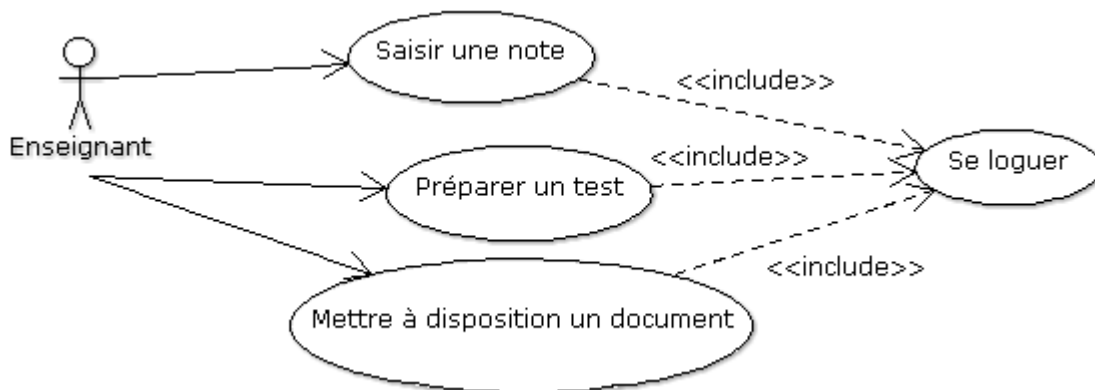 Saisir une note
<<include>>
Enseignant
<<include>>
Se loguer
Préparer un test
<<include>>
Mettre à disposition un document